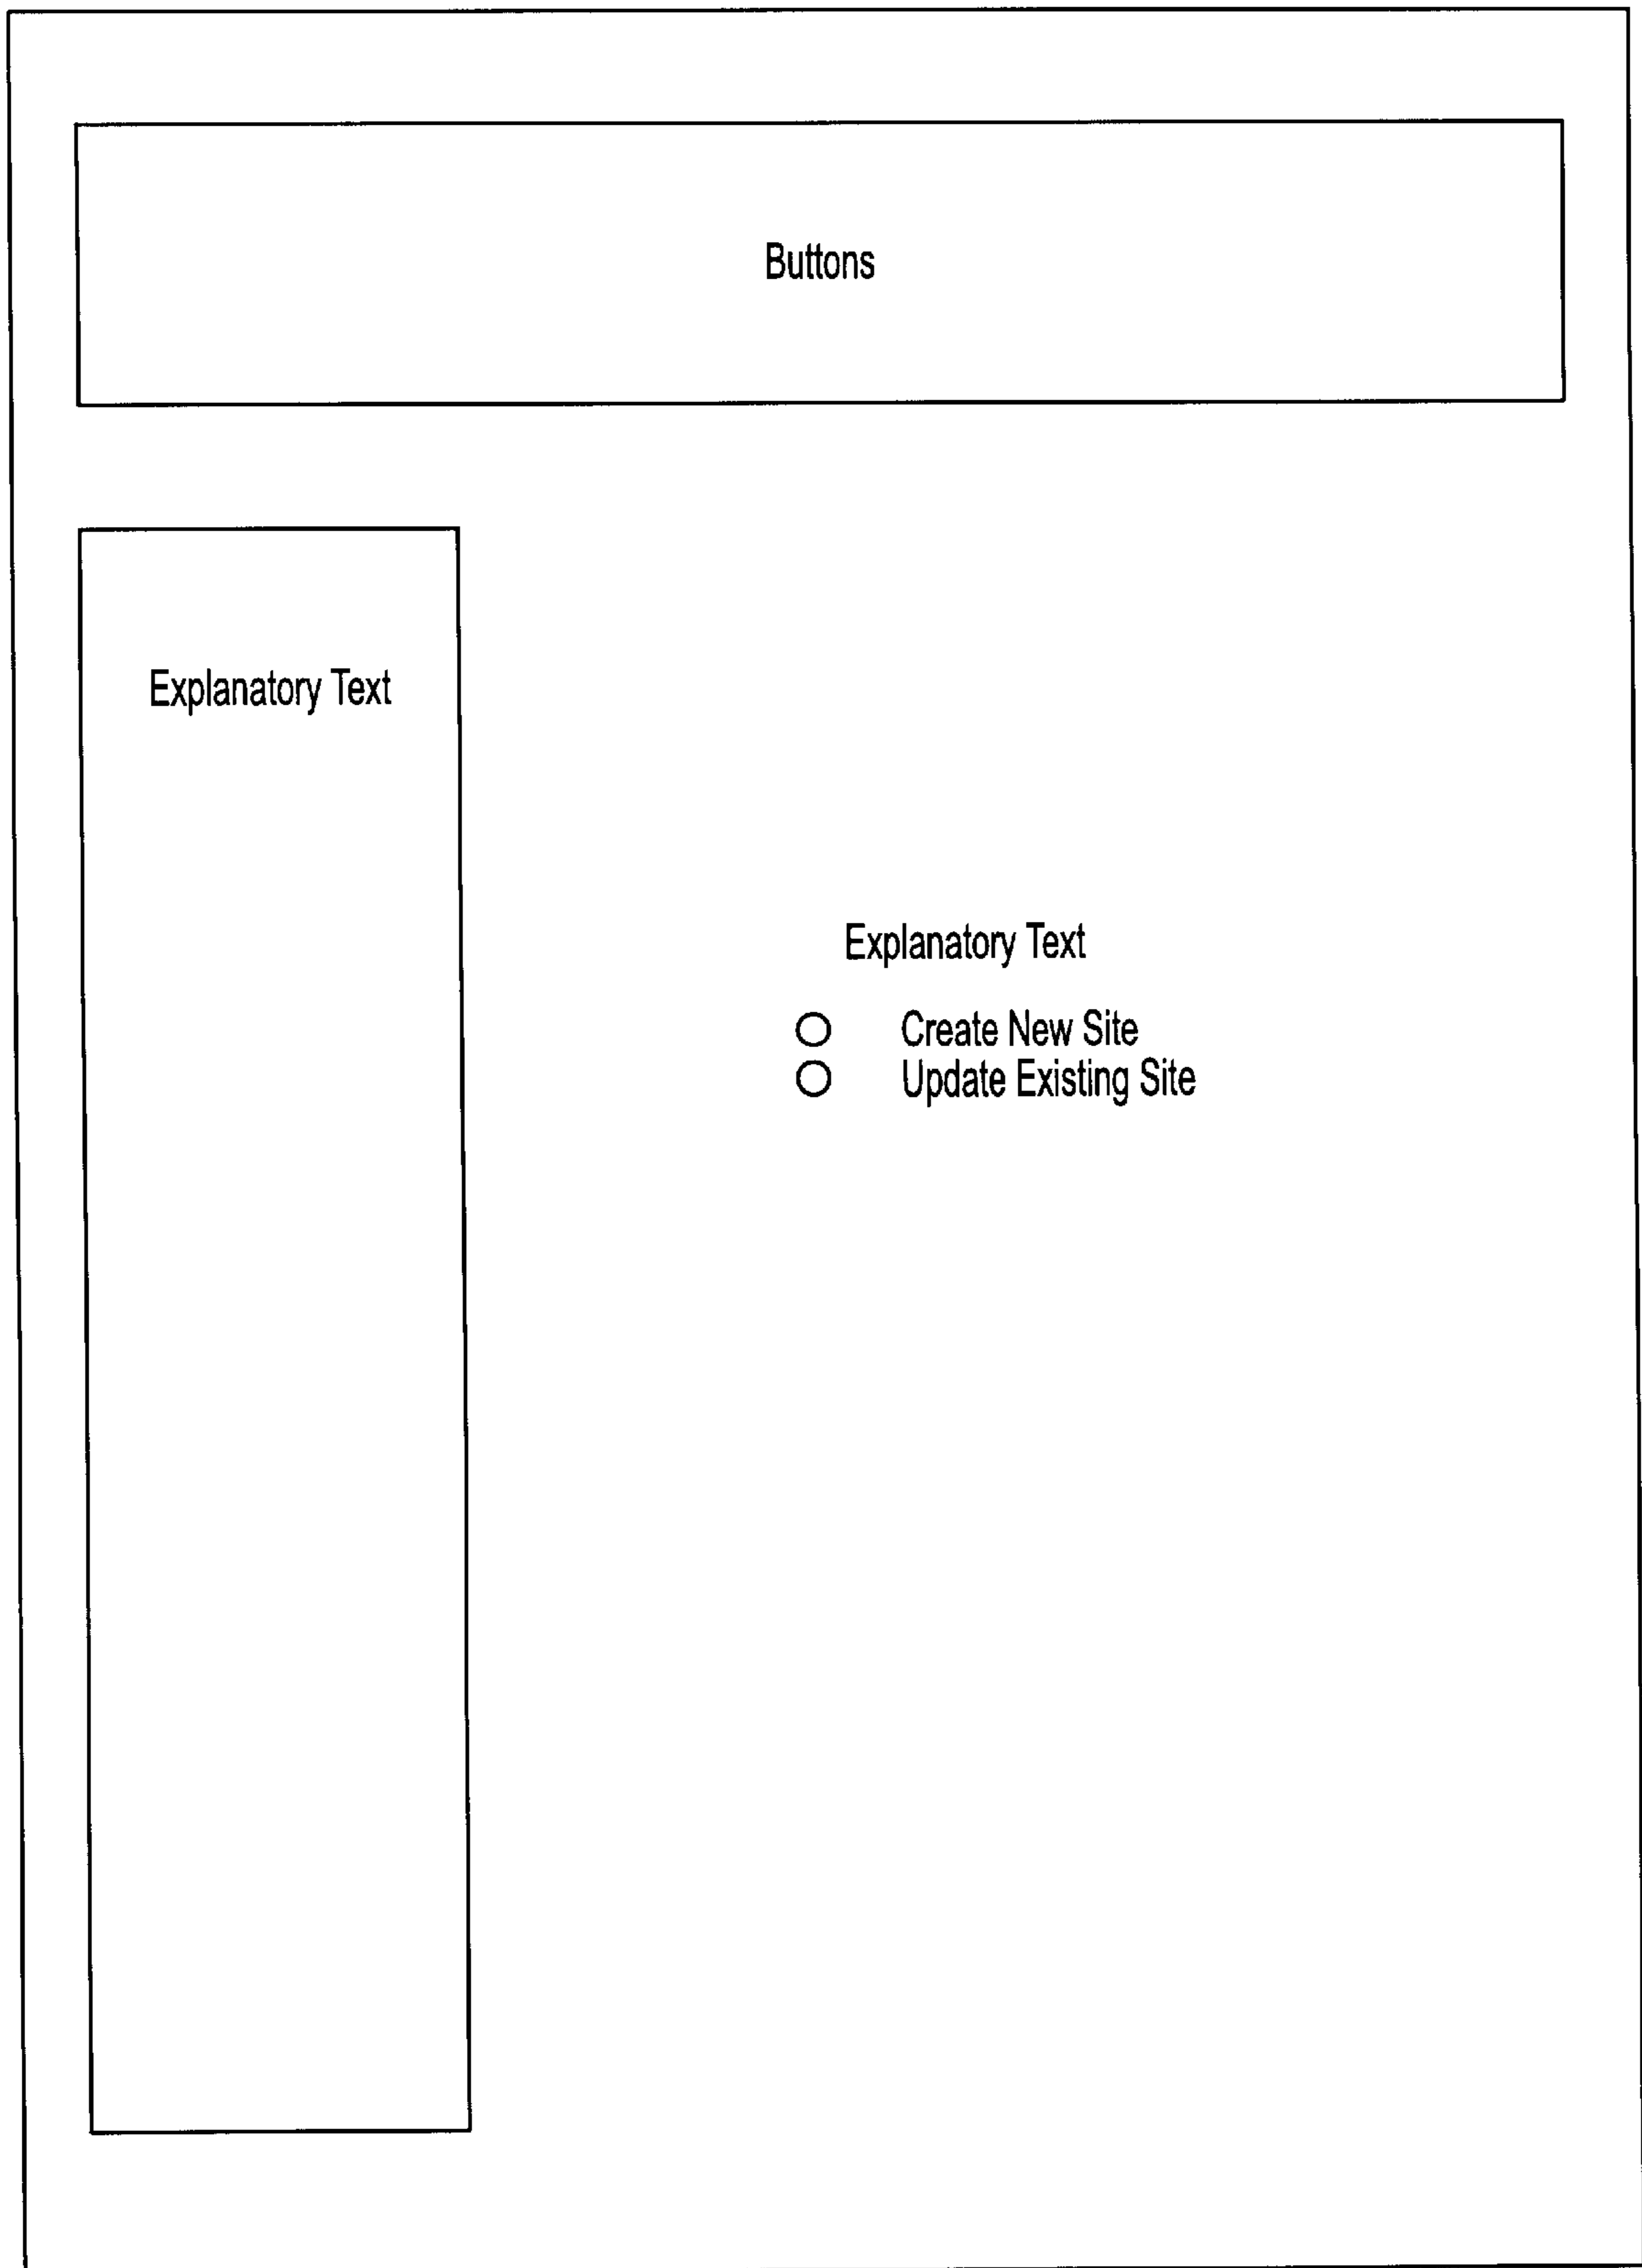 Buttons
Explanatory Text
Explanatory Text
Create New Site
Update Existing Site